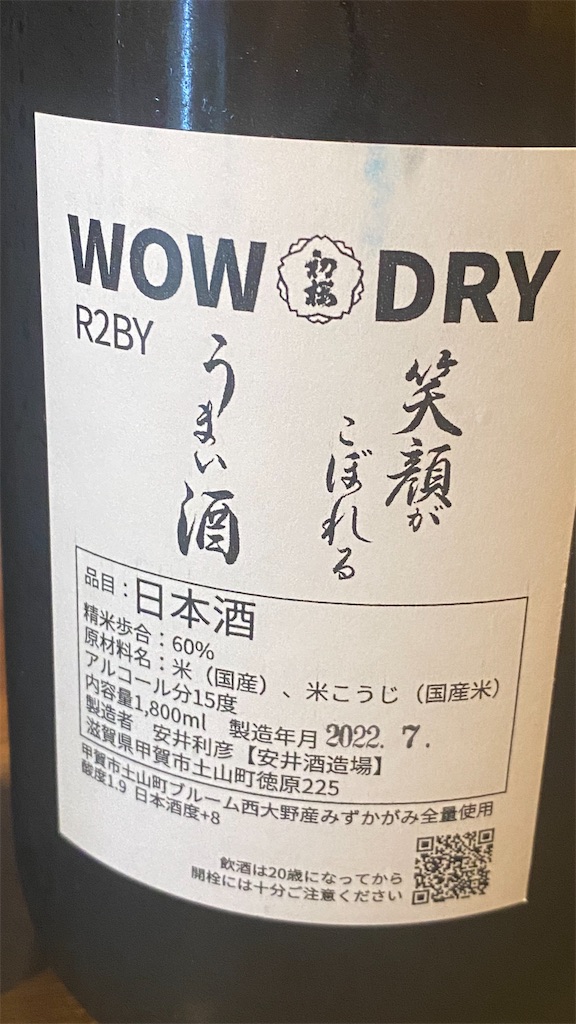 WOW 初桜 DRY
R2BY
笑顔が
こぼれる
うまい酒
品目：日本酒
精米歩合：60%
原材料名：米（国産）、米こうじ（国産米）
アルコール分15度
内容量1,800ml 製造年月 2022. 7.
製造者 安井利彦【安井酒造場】
滋賀県甲賀市土山町徳原225
甲賀市土山町ブルーム西大野産みずかがみ全量使用
酸度1.9 日本酒度+8
飲酒は20歳になってから
開栓には十分ご注意ください